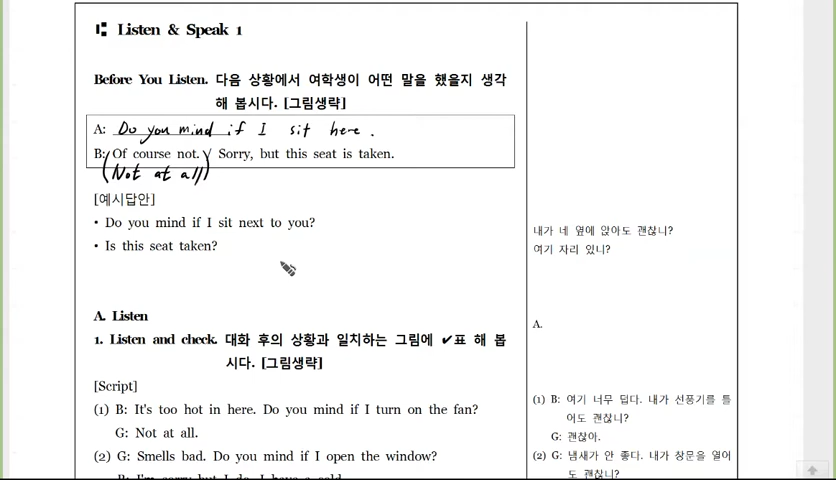 Listen & Speak 1
Before You Listen. 다음 상황에서 여학생이 어떤 말을 했을지 생각
해 봅시다. [그림생략]
A: Do you mind if I sit here.
B: Of course not. / Sorry, but this seat is taken.
(Not at all)
[예시답안]
• Do you mind if I sit next to you?
• Is this seat taken?
내가 네 옆에 앉아도 괜찮니?
여기 자리 있니?
A. Listen
A.
1. Listen and check. 대화 후의 상황과 일치하는 그림에 ✔표 해 봅
시다. [그림생략]
[Script]
(1) B: It's too hot in here. Do you mind if I turn on the fan?
G: Not at all.
(2) G: Smells bad. Do you mind if I open the window?
B: I'm sorry but I do. I have a cold.
(1) B: 여기 너무 덥다. 내가 선풍기를 틀
어도 괜찮니?
G: 괜찮아.
(2) G: 냄새가 안 좋다. 내가 창문을 열어
도 괜찮니?